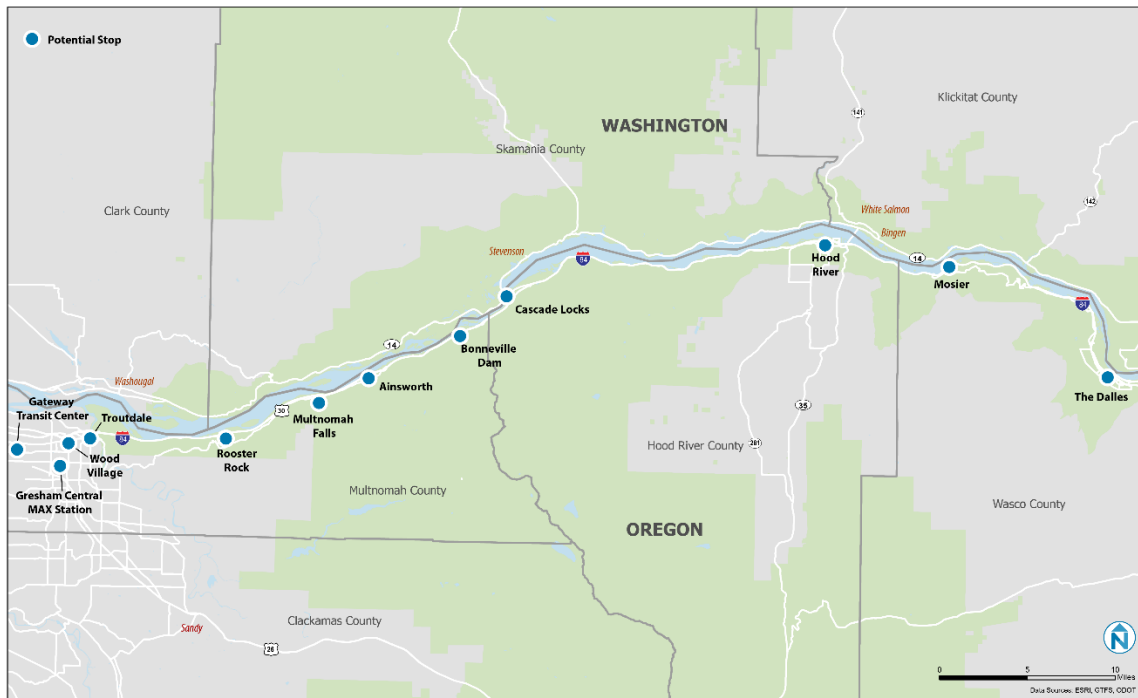 Potential Stop
WASHINGTON
Klickitat County
141
Skamania County
142
Clark County
White Salmon
Bingen
Stevenson
14
84
Hood
River
Mosier
Cascade Locks
84
14
Bonneville
Dam
Washougal
Ainsworth
The Dalles
Gateway
Transit Center
Troutdale
30
Multnomah
Falls
35
84
Wood
Village
Rooster
Rock
Hood River County
281
Gresham Central
MAX Station
Multnomah County
Wasco County
OREGON
Sandy
Clackamas County
26
N
0
5
10
Miles
Data Sources: ESRI, GTFS, ODOT